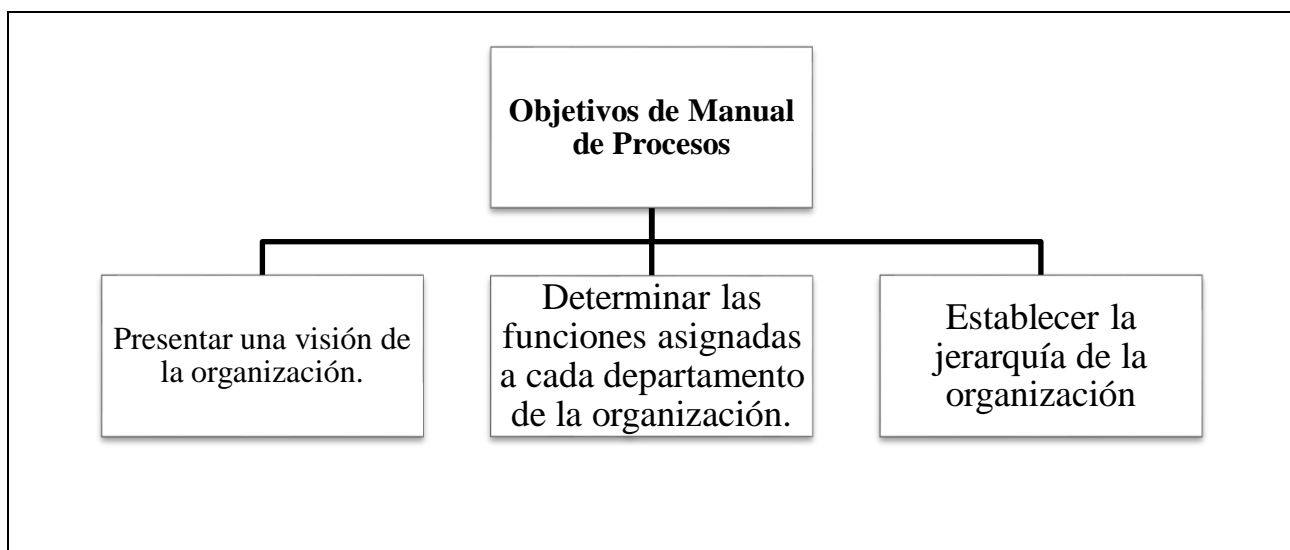 Objetivos de Manual
de Procesos
Presentar una visión de
la organización.
Determinar las
funciones asignadas
a cada departamento
de la organización.
Establecer la
jerarquía de la
organización